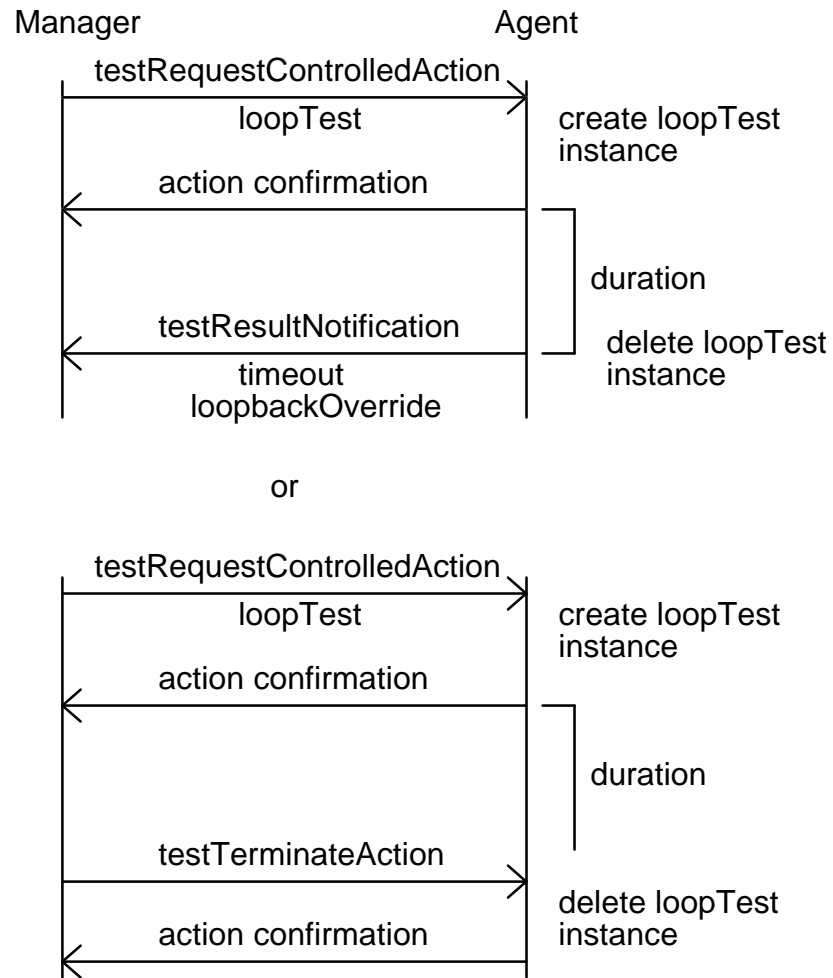 Manager
Agent
testRequestControlledAction
loopTest
create loopTest
instance
action confirmation
duration
testResultNotification
delete loopTest
instance
timeout
loopbackOverride
or
testRequestControlledAction
loopTest
create loopTest
instance
action confirmation
duration
testTerminateAction
delete loopTest
instance
action confirmation